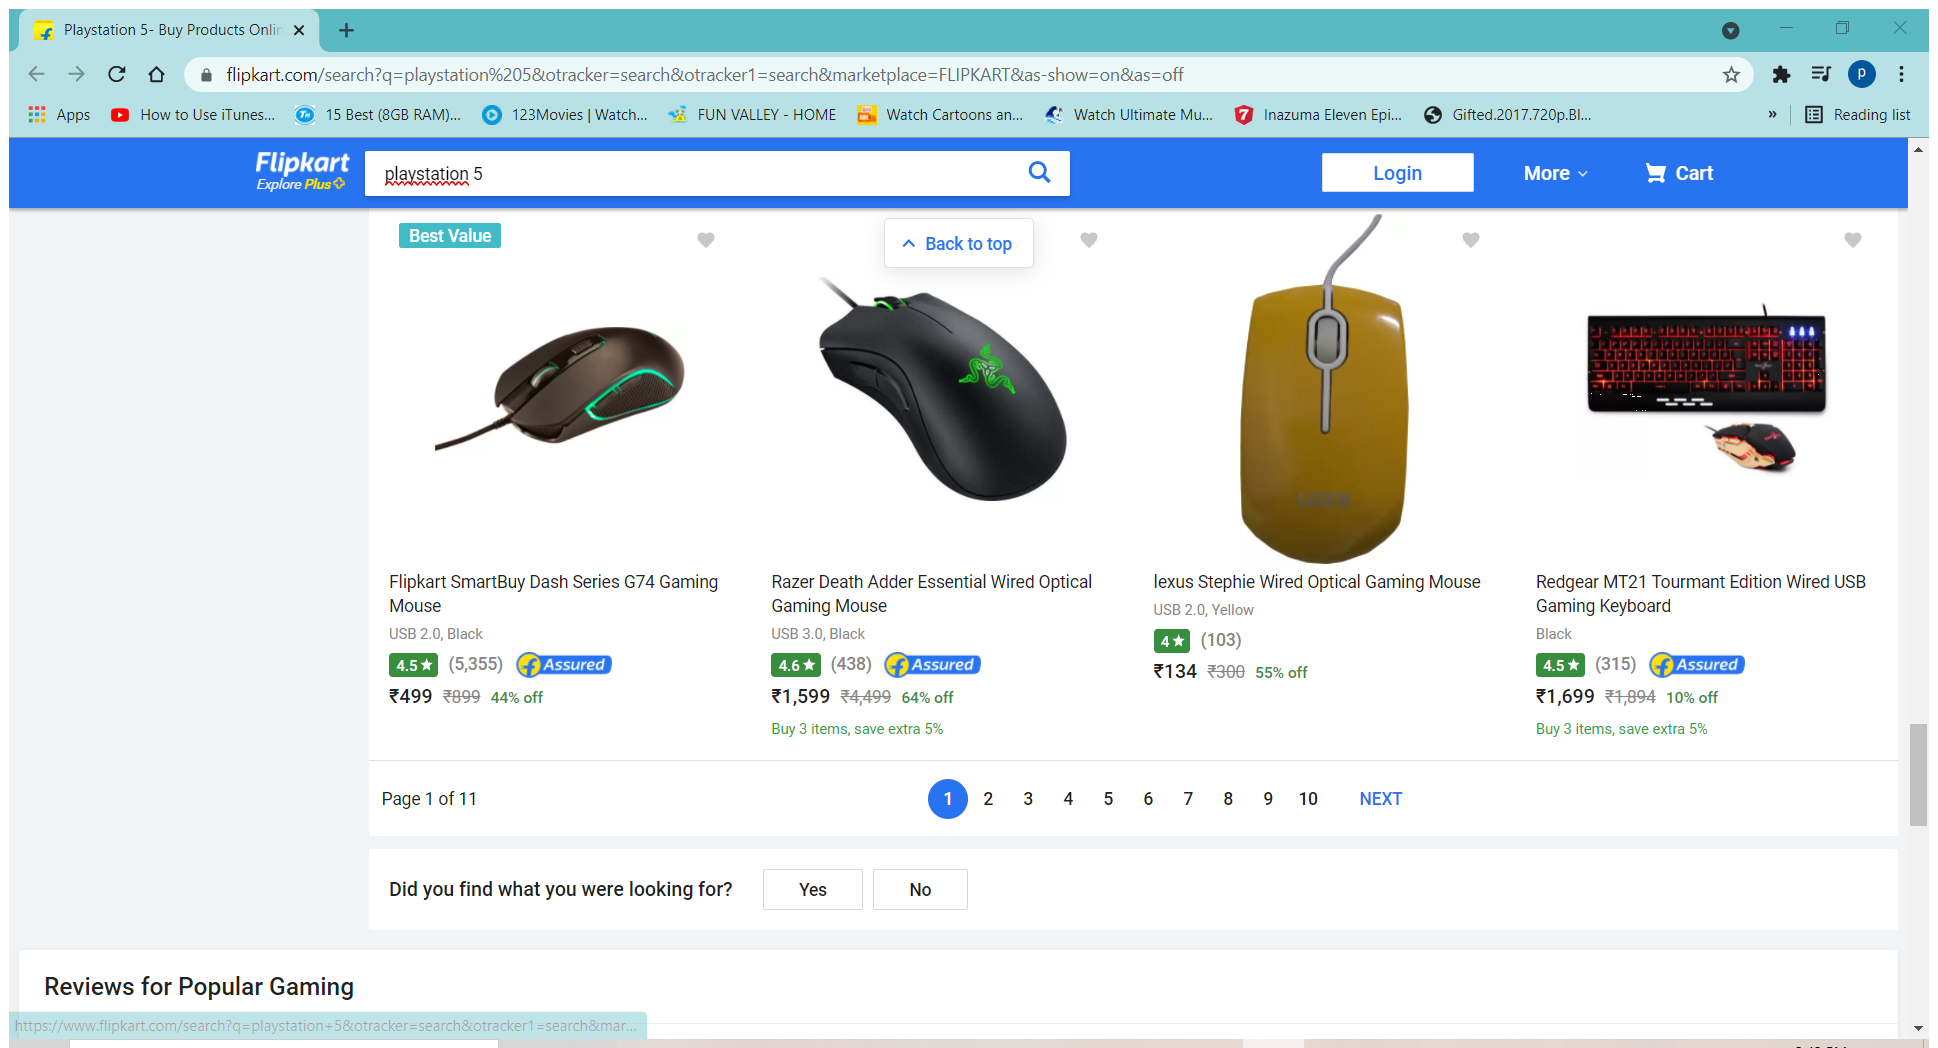 Playstation 5- Buy Products Onlin
flipkart.com/search?q=playstation%205&otracker=search&otracker1=search&marketplace=FLIPKART&as-show=on&as=off
P
Apps
How to Use iTunes...
15 Best (8GB RAM)...
123Movies | Watch...
FUN VALLEY - HOME
Watch Cartoons an...
Watch Ultimate Mu...
Inazuma Eleven Epi...
Gifted.2017.720p.Bl...
»
Reading list
Flipkart
Explore Plus
playstation 5
Login
More
Cart
Best Value
Back to top
Flipkart SmartBuy Dash Series G74 Gaming
Mouse
USB 2.0, Black
4.5★ (5,355) Assured
₹499 ₹899 44% off
Razer Death Adder Essential Wired Optical
Gaming Mouse
USB 3.0, Black
4.6★ (438) Assured
₹1,599 ₹4,499 64% off
Buy 3 items, save extra 5%
lexus Stephie Wired Optical Gaming Mouse
USB 2.0, Yellow
4★ (103)
₹134 ₹300 55% off
Redgear MT21 Tourmant Edition Wired USB
Gaming Keyboard
Black
4.5★ (315) Assured
₹1,699 ₹1,894 10% off
Buy 3 items, save extra 5%
Page 1 of 11
1 2 3 4 5 6 7 8 9 10 NEXT
Did you find what you were looking for? Yes No
Reviews for Popular Gaming
https://www.flipkart.com/search?q=playstation+5&otracker=search&otracker1=search&mar...